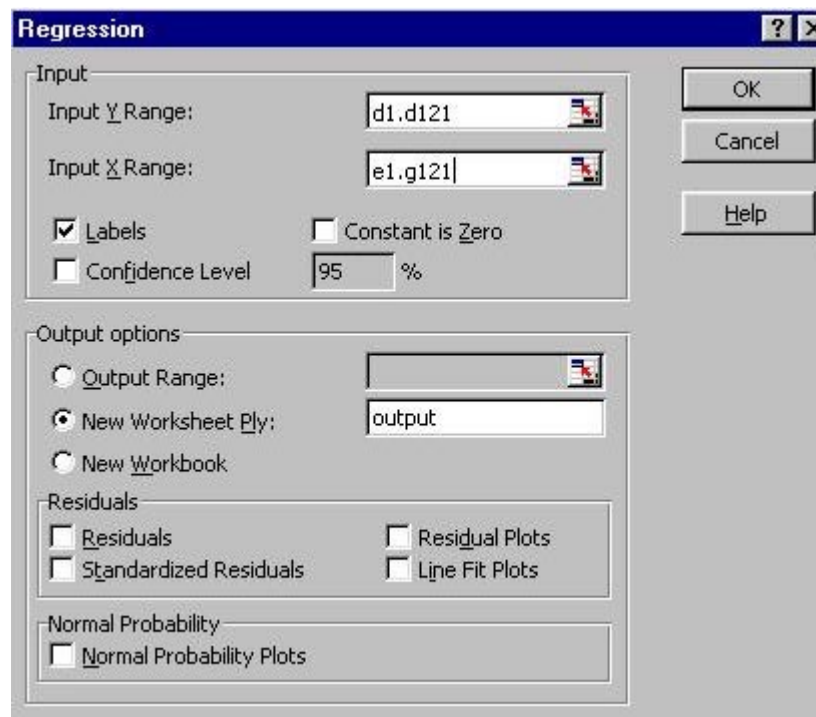 Regression
Input
Input Y Range: d1.d121
Input X Range: e1.g121
Labels Constant is Zero
Confidence Level 95 %
OK
Cancel
Help
Output options
Output Range:
New Worksheet Ply: output
New Workbook
Residuals
Residuals Residual Plots
Standardized Residuals Line Fit Plots
Normal Probability
Normal Probability Plots